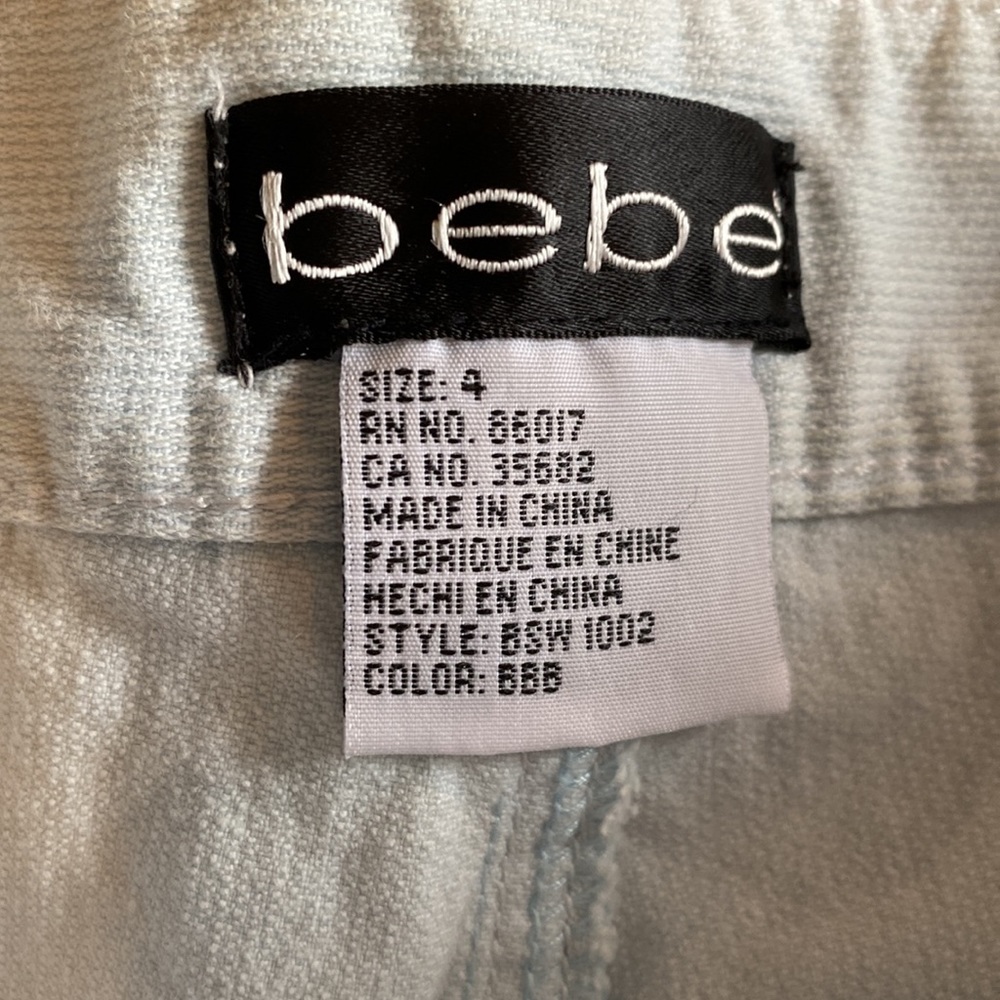 bebe
SIZE: 4
RN NO. 86017
CA NO. 35682
MADE IN CHINA
FABRIQUE EN CHINE
HECHI EN CHINA
STYLE: BSW 1002
COLOR: BBB